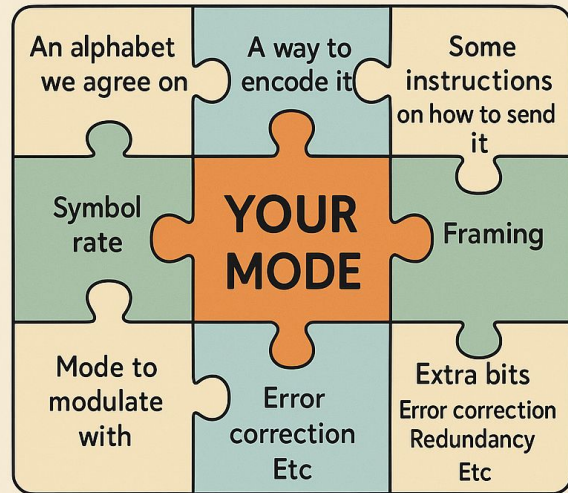 An alphabet
we agree on
A way to
encode it
Some
instructions
on how to send
it
Symbol
rate
YOUR
MODE
Framing
Mode to
modulate
with
Error
correction
Etc
Extra bits
Error correction
Redundancy
Etc